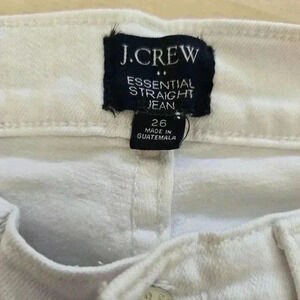 J.CREW
ESSENTIAL
STRAIGHT
JEAN
26
MADE IN
GUATEMALA